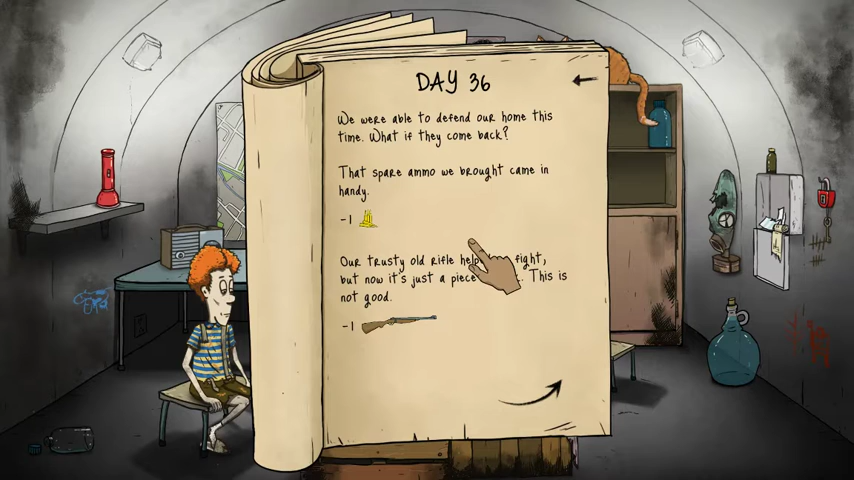 DAY 36
We were able to defend our home this
time. What if they come back?
That spare ammo we brought came in
handy.
-1
Our trusty old rifle help fight,
but now it's just a piece This is
not good.
-1